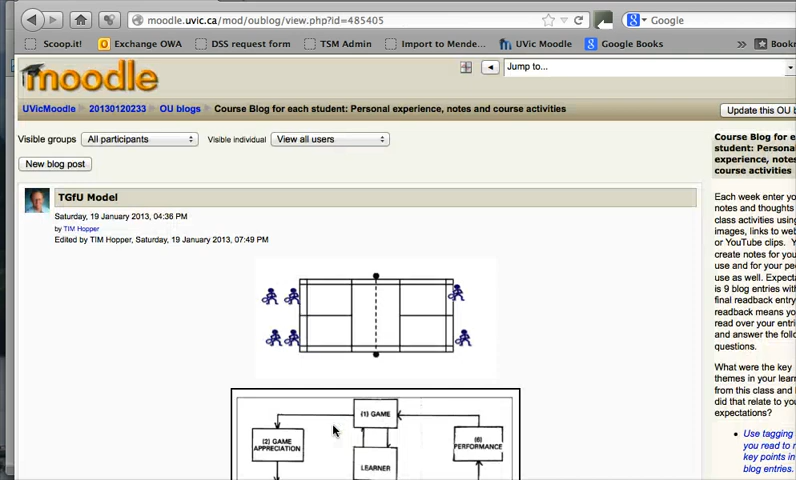 moodle.uvic.ca/mod/oublog/view.php?id=485405
Google
Scoop.it! Exchange OWA DSS request form TSM Admin Import to Mende... UVic Moodle Google Books » Bookn
moodle
Jump to...
UVicMoodle ▶ 20130120233 ▶ OU blogs ▶ Course Blog for each student: Personal experience, notes and course activities
Update this OU b
Visible groups All participants Visible individual View all users
New blog post
TGfU Model
Saturday, 19 January 2013, 04:36 PM
by TIM Hopper
Edited by TIM Hopper, Saturday, 19 January 2013, 07:49 PM
(1) GAME
(2) GAME
APPRECIATION
LEARNER
(6)
PERFORMANCE
Course Blog for e
student: Persona
experience, notes
course activities
Each week enter yo
notes and thoughts
class activities using
images, links to web
or YouTube clips. Y
create notes for you
use and for your pe
use as well. Expecta
is 9 blog entries with
final readback entry
readback means yo
read over your entri
and answer the follo
questions.
What were the key
themes in your learn
from this class and
did that relate to you
expectations?
Use tagging
you read to r
key points in
blog entries.